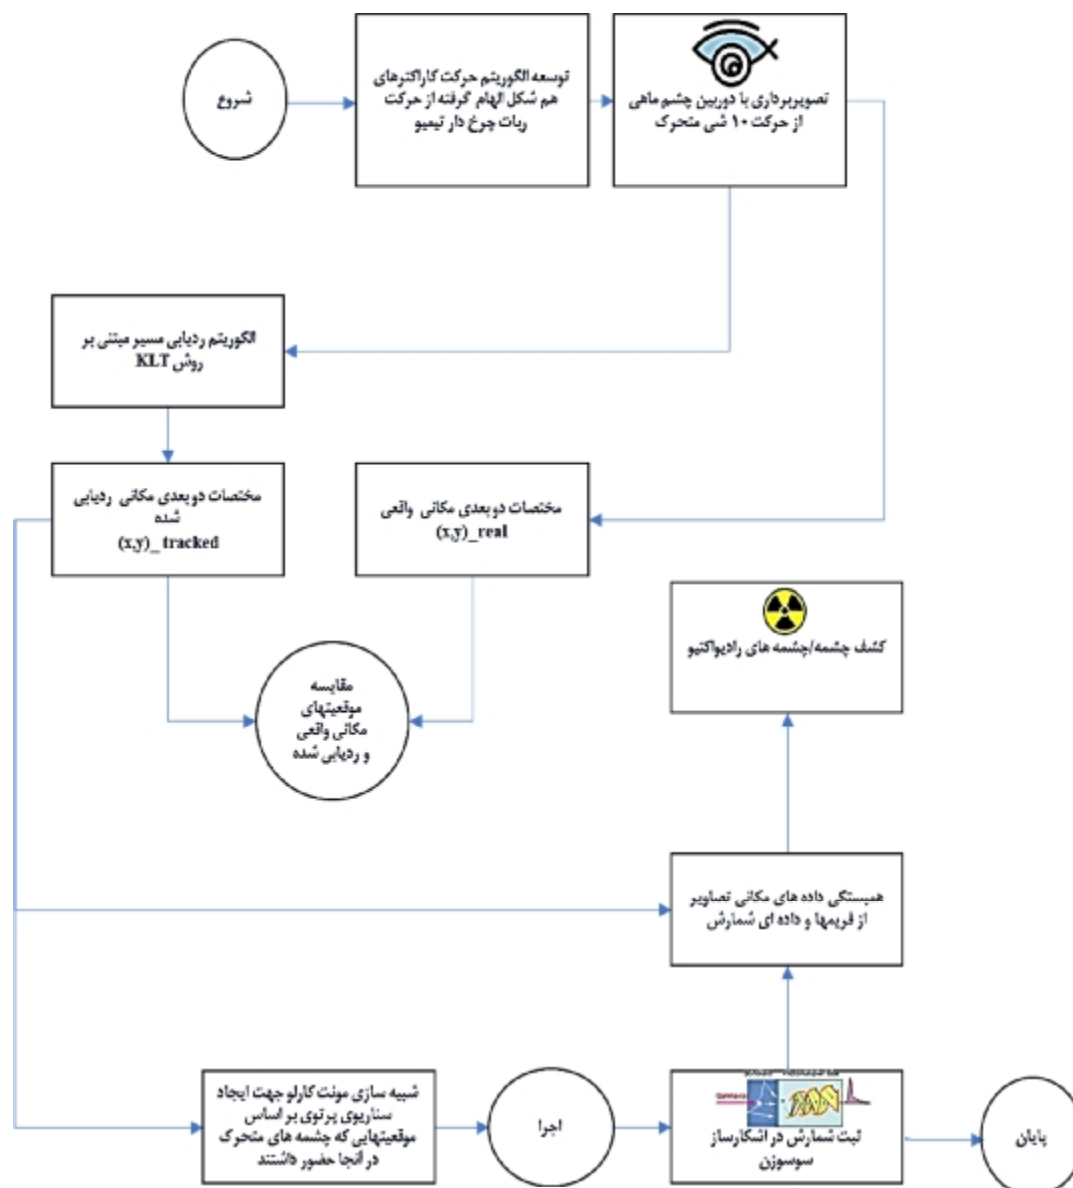 شروع
توسعه الگوریتم حرکت کاراکترهای
هم شکل الهام گرفته از حرکت
ربات چرخ دار تیمیو
تصویربرداری با دوربین چشم ماهی
از حرکت ۱۰ شی متحرک
الگوریتم ردیابی مسیر مبتنی بر
روش KLT
مختصات دوبعدی مکانی ردیابی
شده
(x,y)_tracked
مختصات دوبعدی مکانی واقعی
(x,y)_real
مقایسه
موقعیتهای
مکانی واقعی
و ردیابی شده
کشف چشمه/چشمه های رادیواکتیو
همبستگی داده های مکانی تصاویر
از فریمها و داده ای شمارش
شبیه سازی مونت کارلو جهت ایجاد
سناریوی پرتوی بر اساس
موقعیتهایی که چشمه های متحرک
در آنجا حضور داشتند
اجرا
ثبت شمارش در آشکارساز
سوسوزن
پایان